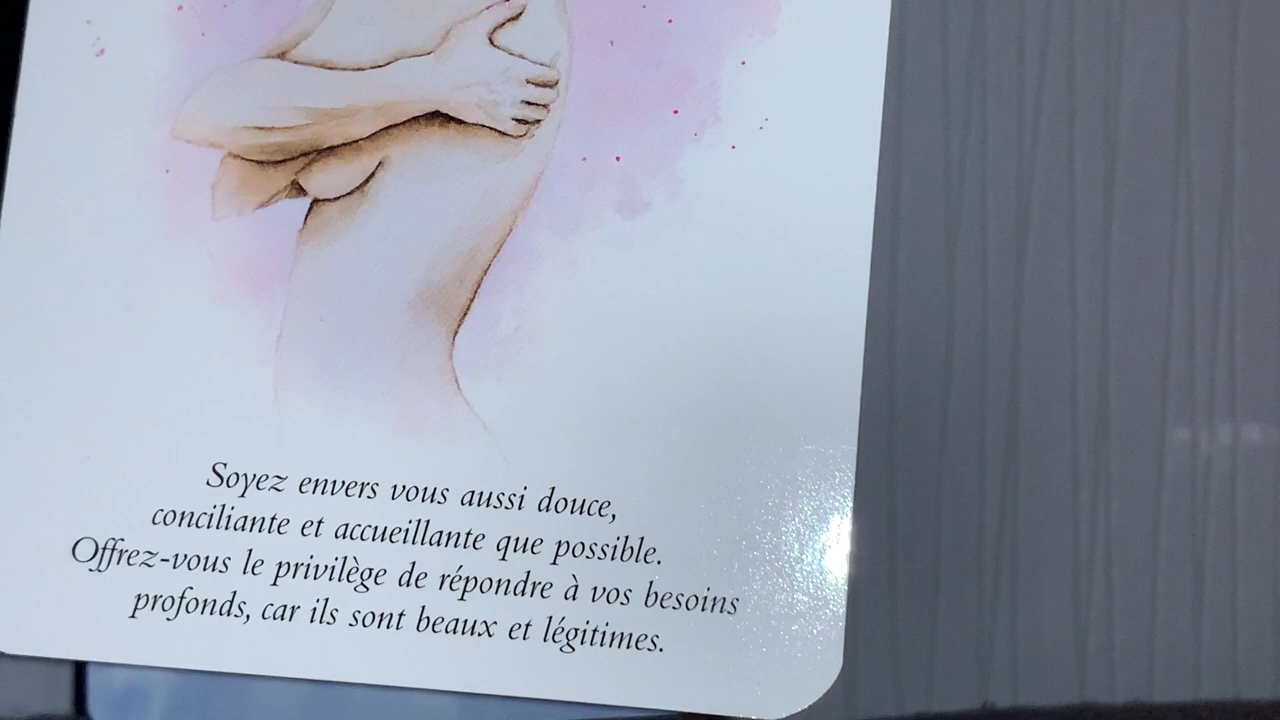 Soyez envers vous aussi douce,
conciliante et accueillante que possible.
Offrez-vous le privilège de répondre à vos besoins
profonds, car ils sont beaux et légitimes.